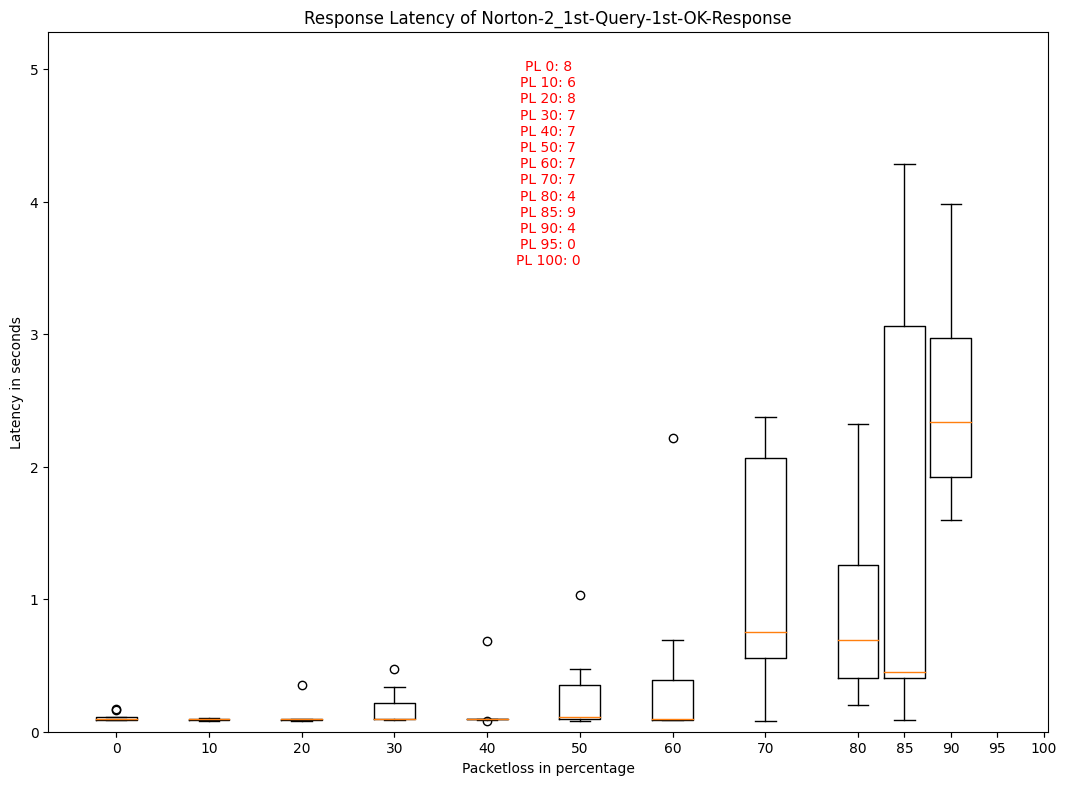 Response Latency of Norton-2_1st-Query-1st-OK-Response
PL 0: 8
PL 10: 6
PL 20: 8
PL 30: 7
PL 40: 7
PL 50: 7
PL 60: 7
PL 70: 7
PL 80: 4
PL 85: 9
PL 90: 4
PL 95: 0
PL 100: 0
Latency in seconds
5
4
3
2
1
0
0 10 20 30 40 50 60 70 80 85 90 95 100
Packetloss in percentage